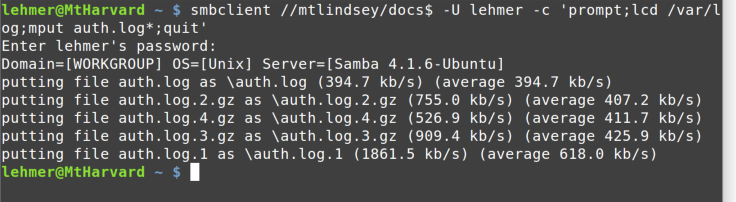 lehmer@MtHarvard ~ $ smbclient //mtlindsey/docs$ -U lehmer -c 'prompt;lcd /var/l
og;mput auth.log*;quit'
Enter lehmer's password:
Domain=[WORKGROUP] OS=[Unix] Server=[Samba 4.1.6-Ubuntu]
putting file auth.log as \auth.log (394.7 kb/s) (average 394.7 kb/s)
putting file auth.log.2.gz as \auth.log.2.gz (755.0 kb/s) (average 407.2 kb/s)
putting file auth.log.4.gz as \auth.log.4.gz (526.9 kb/s) (average 411.7 kb/s)
putting file auth.log.3.gz as \auth.log.3.gz (909.4 kb/s) (average 425.9 kb/s)
putting file auth.log.1 as \auth.log.1 (1861.5 kb/s) (average 618.0 kb/s)
lehmer@MtHarvard ~ $